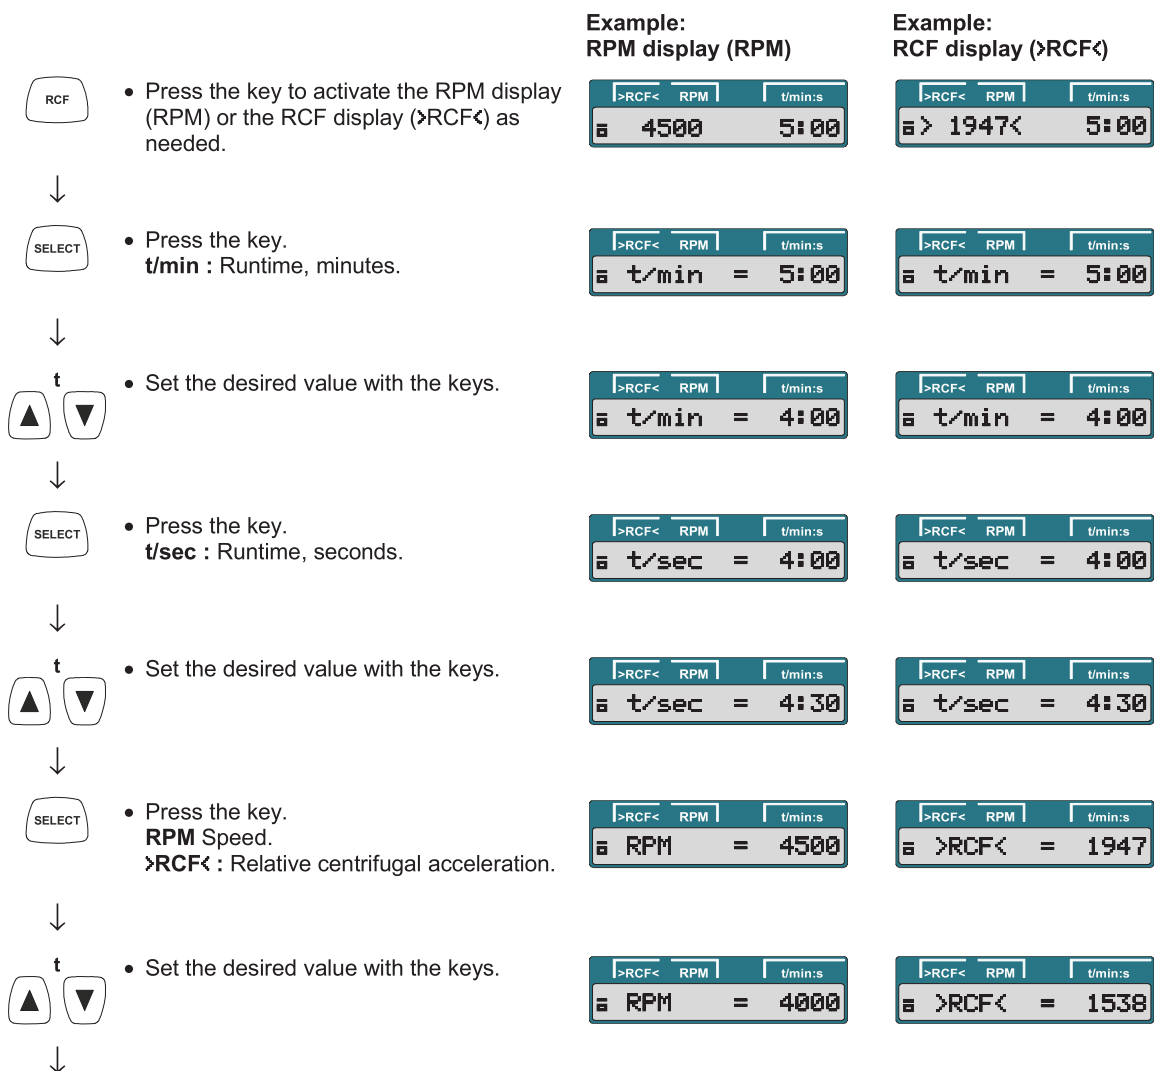 Example:
RPM display (RPM)
Example:
RCF display (>RCF<)
RCF
• Press the key to activate the RPM display
(RPM) or the RCF display (>RCF<) as
needed.
>RCF< RPM t/min:s
4500 5:00
>RCF< RPM t/min:s
> 1947< 5:00
↓
SELECT
• Press the key.
t/min : Runtime, minutes.
>RCF< RPM t/min:s
t/min = 5:00
>RCF< RPM t/min:s
t/min = 5:00
↓
t
▲ ▼
• Set the desired value with the keys.
>RCF< RPM t/min:s
t/min = 4:00
>RCF< RPM t/min:s
t/min = 4:00
↓
SELECT
• Press the key.
t/sec : Runtime, seconds.
>RCF< RPM t/min:s
t/sec = 4:00
>RCF< RPM t/min:s
t/sec = 4:00
↓
t
▲ ▼
• Set the desired value with the keys.
>RCF< RPM t/min:s
t/sec = 4:30
>RCF< RPM t/min:s
t/sec = 4:30
↓
SELECT
• Press the key.
RPM Speed.
>RCF< : Relative centrifugal acceleration.
>RCF< RPM t/min:s
RPM = 4500
>RCF< RPM t/min:s
>RCF< = 1947
↓
t
▲ ▼
• Set the desired value with the keys.
>RCF< RPM t/min:s
RPM = 4000
>RCF< RPM t/min:s
>RCF< = 1538
↓